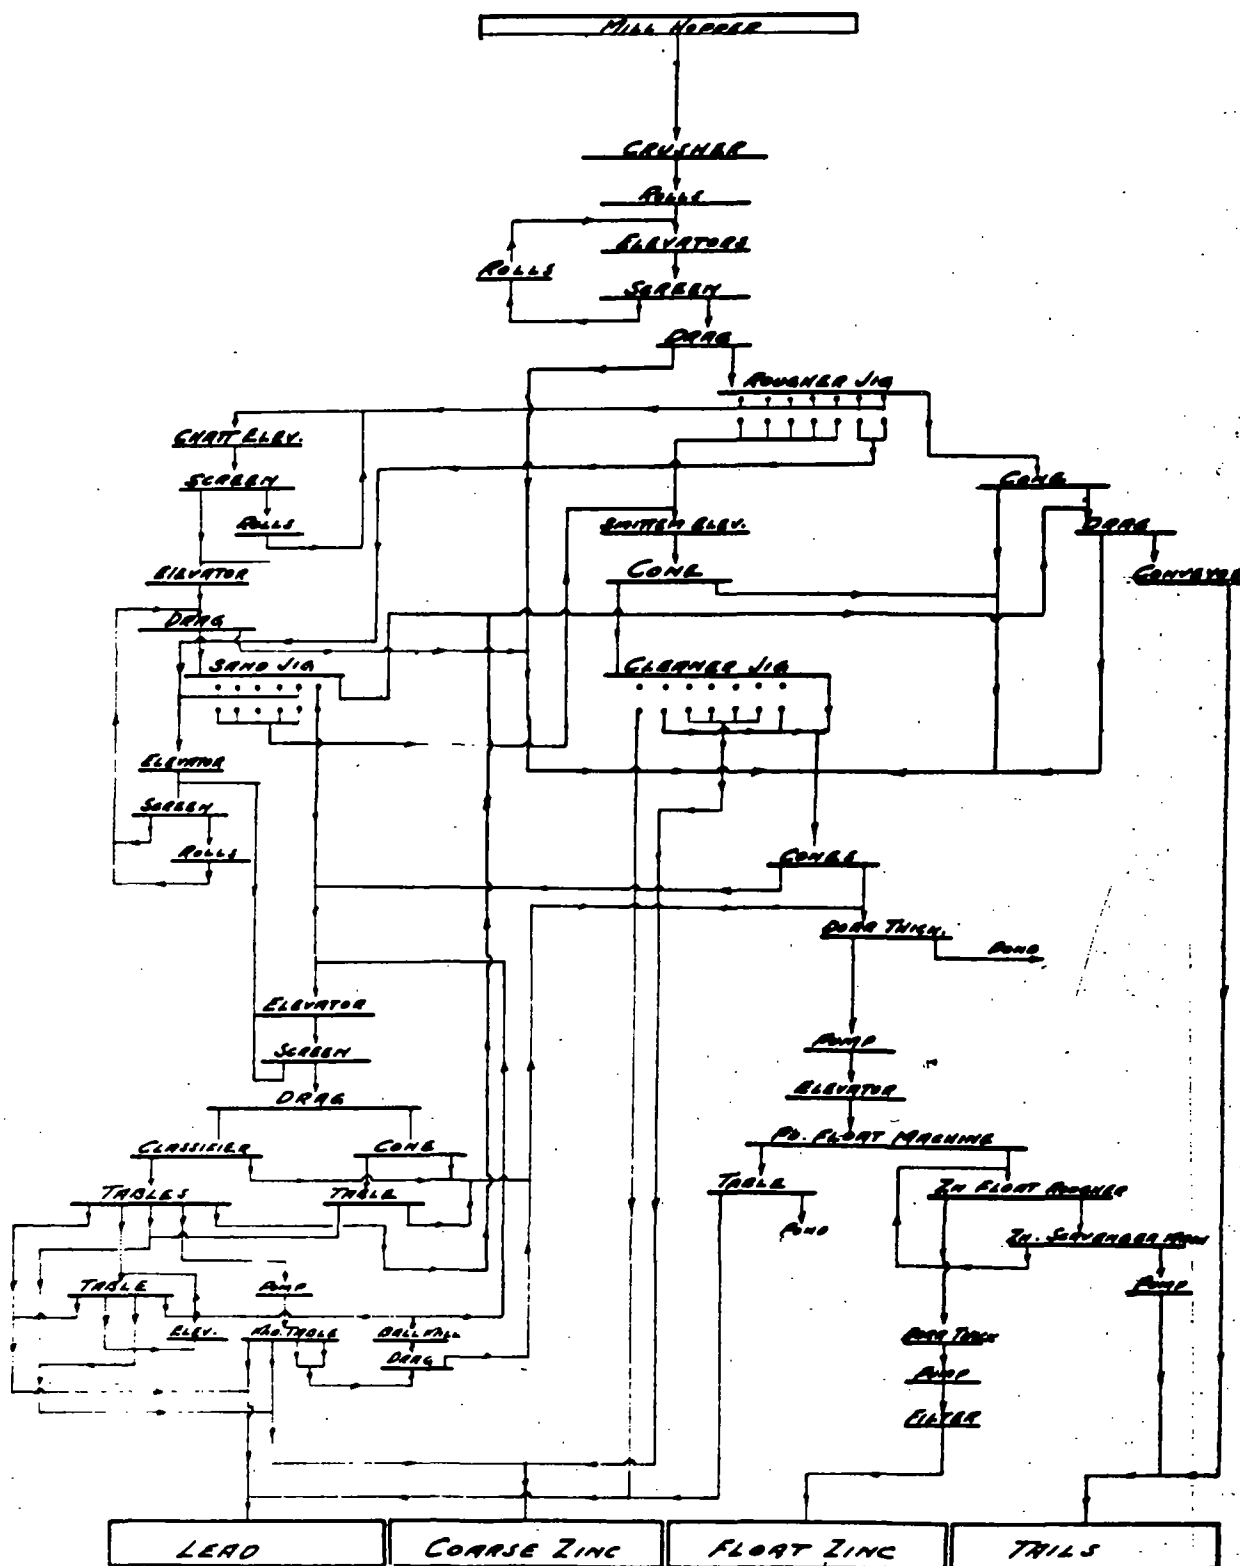 MILL HOPPER
CRUSHER
ROLLS
ELEVATORS
ROLLS
SCREEN
DRAG
ROUGHER JIG
CHATT ELEV.
SCREEN
CONE
ROLLS
SMITTEM ELEV.
DRAG
ELEVATOR
CONE
CONVEYOR
DRAG
SAND JIG
CLEANER JIG
ELEVATOR
SCREEN
ROLLS
CONES
DORR THICK.
POND
ELEVATOR
SCREEN
PUMP
DRAG
ELEVATOR
CLASSIFIER
CONE
PB. FLOAT MACHINE
TABLES
TABLE
TABLE
ZN FLOAT ROUGHER
POND
ZN. SCAVENGER
TABLE
PUMP
PUMP
ELEV.
TABLE
BALL MILL
DORR THICK
DRAG
PUMP
FILTER
LEAD
COARSE ZINC
FLOAT ZINC
TAILS